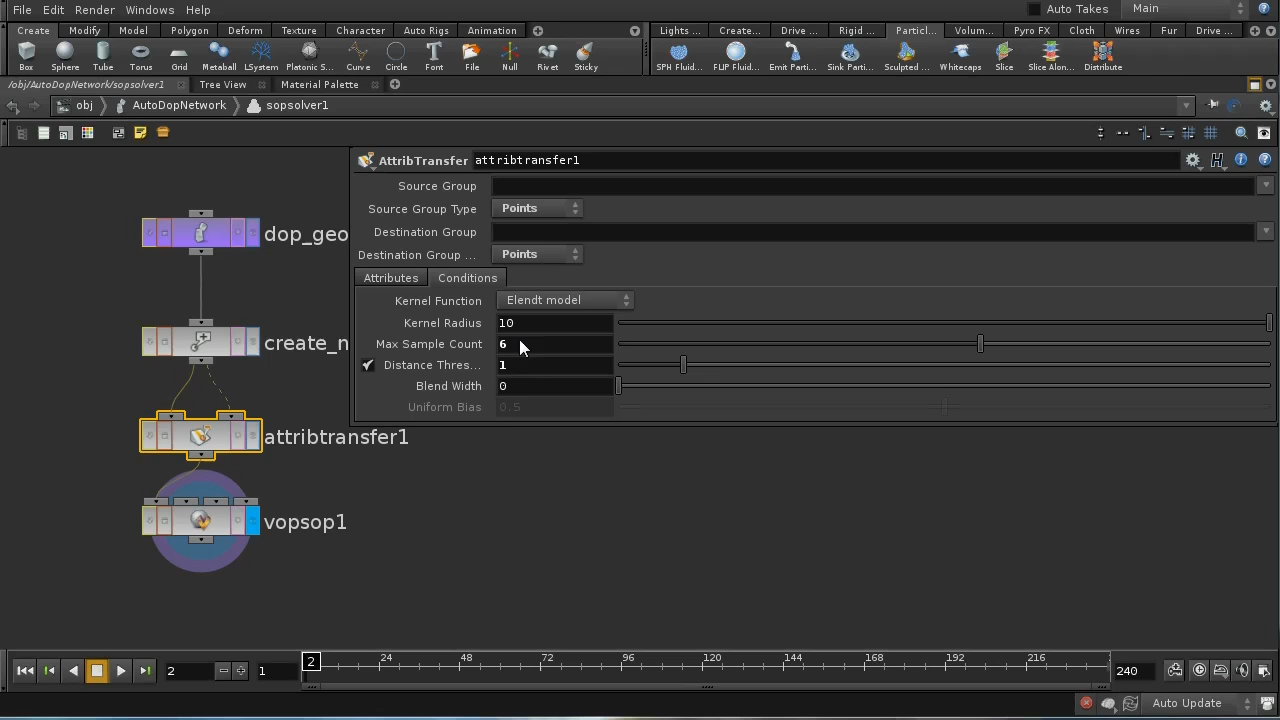 File Edit Render Windows Help
Auto Takes Main
Create Modify Model Polygon Deform Texture Character Auto Rigs Animation
Lights ... Create... Drive ... Rigid ... Particl... Volum... Pyro FX Cloth Wires Fur Drive ...
Box Sphere Tube Torus Grid Metaball LSystem Platonic S... Curve Circle Font File Null Rivet Sticky
SPH Fluid... FLIP Fluid... Emit Parti... Sink Parti... Sculpted ... Whitecaps Slice Slice Alon... Distribute
/obj/AutoDopNetwork/sopsolver1 Tree View Material Palette
obj AutoDopNetwork sopsolver1
AttribTransfer attribtransfer1
Source Group
Source Group Type Points
Destination Group
Destination Group ... Points
Attributes Conditions
Kernel Function Elendt model
Kernel Radius 10
Max Sample Count 6
Distance Thres... 1
Blend Width 0
Uniform Bias 0.5
dop_geo
create_n
attribtransfer1
vopsop1
2 1 2 24 48 72 96 120 144 168 192 216 240
Auto Update